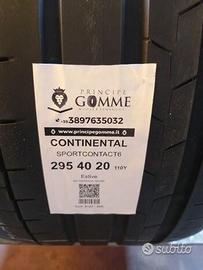 PRINCIPE
GOMME
+39 3897635032
www.principegomme.it
CONTINENTAL
SPORTCONTACT6
295 40 20 110Y
Estive
subito